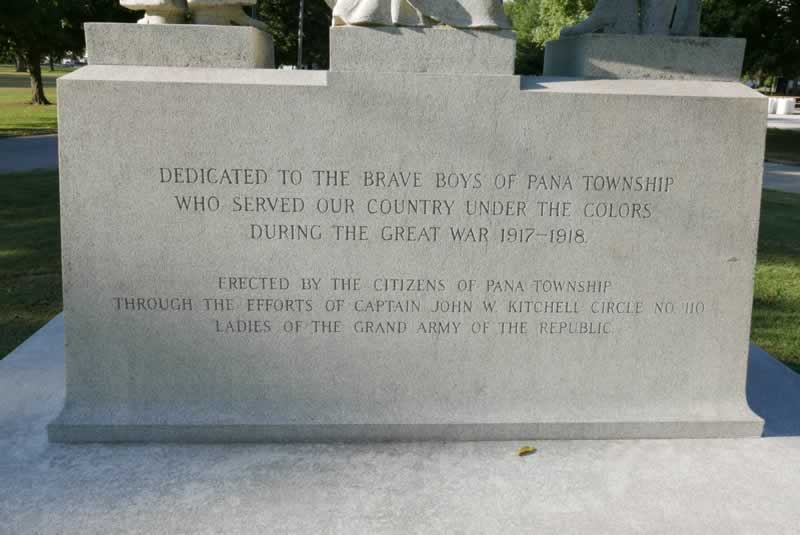 DEDICATED TO THE BRAVE BOYS OF PANA TOWNSHIP
WHO SERVED OUR COUNTRY UNDER THE COLORS
DURING THE GREAT WAR 1917-1918.
ERECTED BY THE CITIZENS OF PANA TOWNSHIP
THROUGH THE EFFORTS OF CAPTAIN JOHN W. KITCHELL CIRCLE NO. 110
LADIES OF THE GRAND ARMY OF THE REPUBLIC